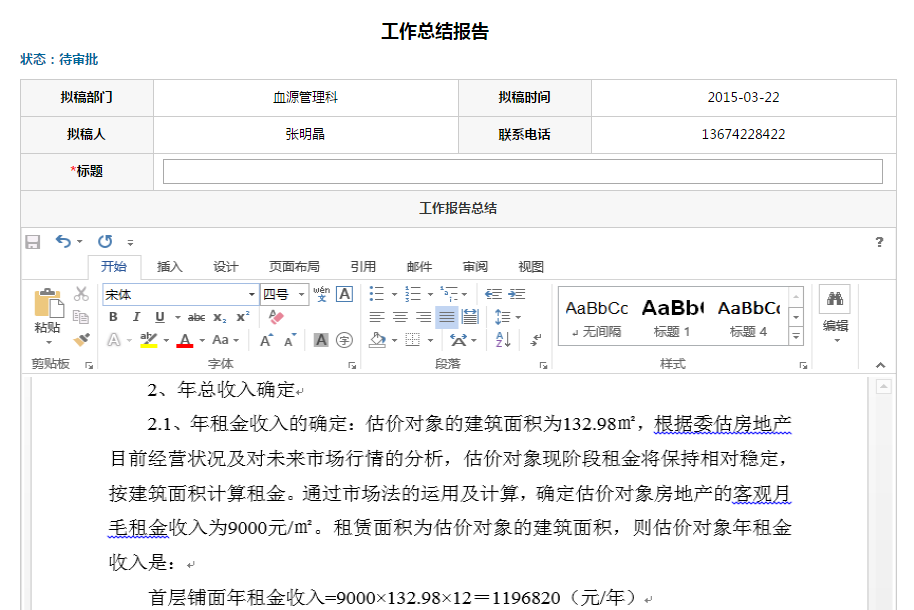 工作总结报告
状态：待审批
拟稿部门 血源管理科 拟稿时间 2015-03-22
拟稿人 张明晶 联系电话 13674228422
*标题
工作报告总结
?
开始 插入 设计 页面布局 引用 邮件 审阅 视图
宋体 四号 wén 文 A
AaBbCc AaBb( AaBbCc
粘贴 B I U abc x₂ x² 编辑
↲ 无间隔 标题 1 标题 4
A aby A Aa A A A 字 A Z
剪贴板 字体 段落 样式
2、年总收入确定
2.1、年租金收入的确定：估价对象的建筑面积为132.98㎡，根据委估房地产
目前经营状况及对未来市场行情的分析，估价对象现阶段租金将保持相对稳定，
按建筑面积计算租金。通过市场法的运用及计算，确定估价对象房地产的客观月
毛租金收入为9000元/㎡。租赁面积为估价对象的建筑面积，则估价对象年租金
收入是：
首层铺面年租金收入=9000×132.98×12＝1196820（元/年）